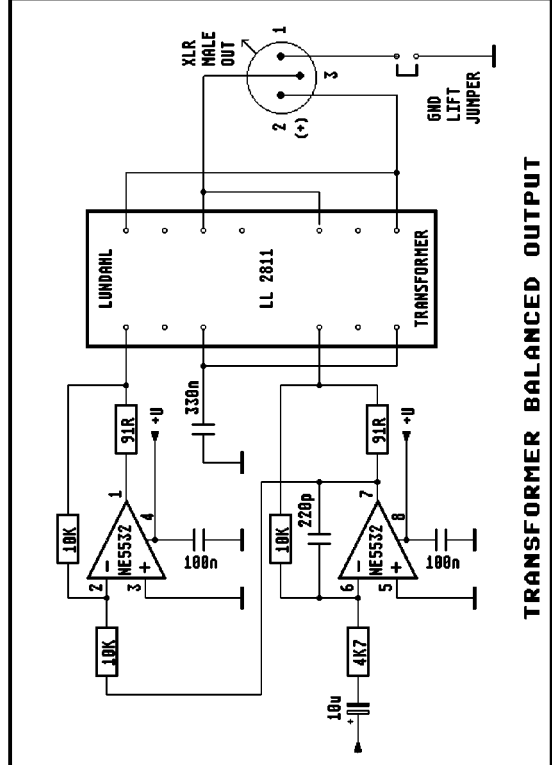 XLR
MALE
OUT
1
3
2
(+)
GND
LIFT
JUMPER
LUNDAHL
LL 2811
TRANSFORMER
10K
91R
330n
+U
1
4
2
3
-
+
NE5532
100n
10K
10K
220p
91R
+U
7
8
6
5
-
+
NE5532
100n
4K7
10u
+
TRANSFORMER BALANCED OUTPUT